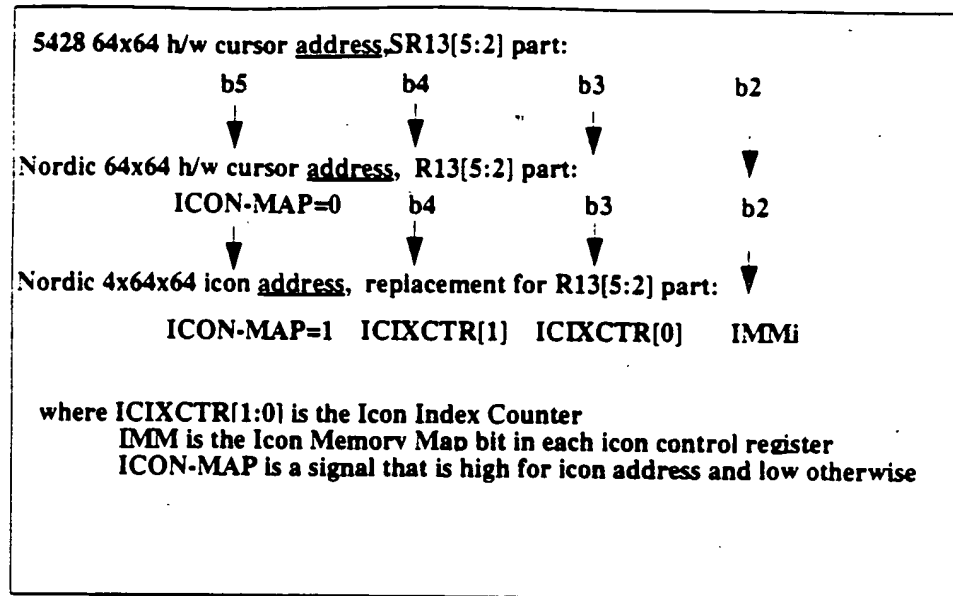 5428 64x64 h/w cursor address,SR13[5:2] part:
b5 b4 b3 b2
Nordic 64x64 h/w cursor address, R13[5:2] part:
ICON-MAP=0 b4 b3 b2
Nordic 4x64x64 icon address, replacement for R13[5:2] part:
ICON-MAP=1 ICIXCTR[1] ICIXCTR[0] IMMi
where ICIXCTR[1:0] is the Icon Index Counter
IMM is the Icon Memory Map bit in each icon control register
ICON-MAP is a signal that is high for icon address and low otherwise